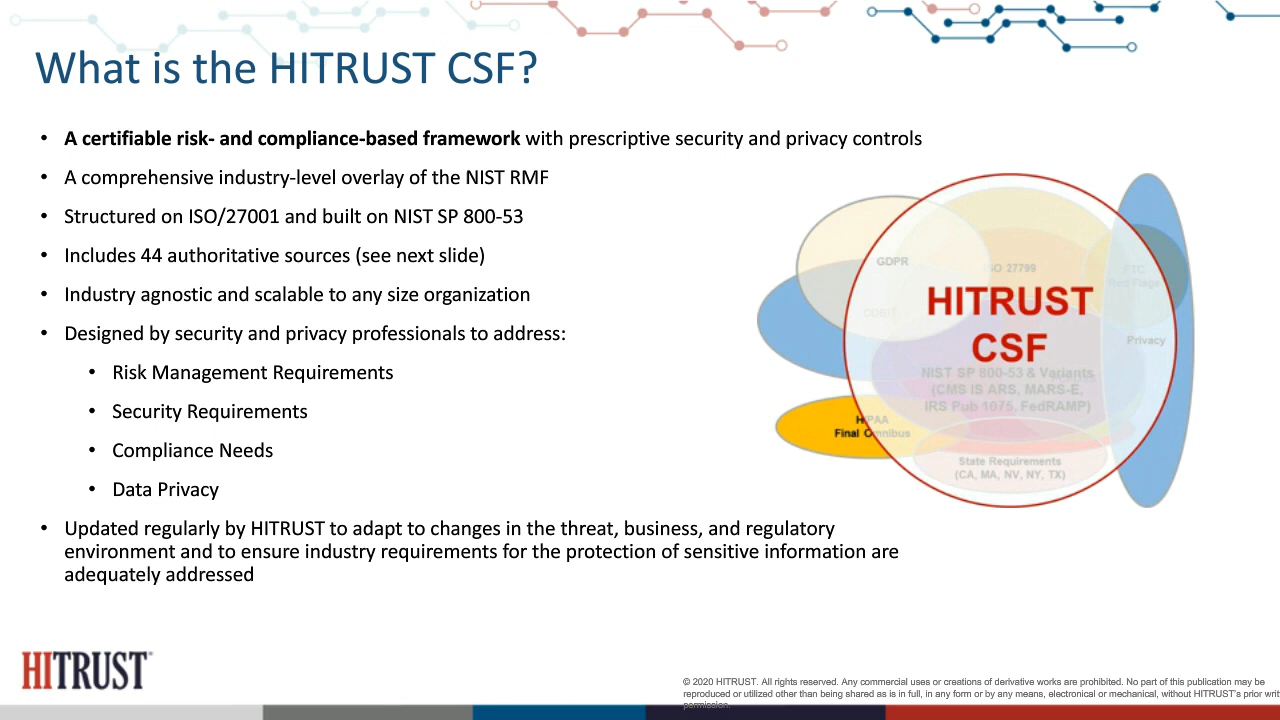 What is the HITRUST CSF?
• A certifiable risk- and compliance-based framework with prescriptive security and privacy controls
• A comprehensive industry-level overlay of the NIST RMF
• Structured on ISO/27001 and built on NIST SP 800-53
• Includes 44 authoritative sources (see next slide)
• Industry agnostic and scalable to any size organization
• Designed by security and privacy professionals to address:
• Risk Management Requirements
• Security Requirements
• Compliance Needs
• Data Privacy
• Updated regularly by HITRUST to adapt to changes in the threat, business, and regulatory
environment and to ensure industry requirements for the protection of sensitive information are
adequately addressed
GDPR
ISO 27799
FTC
Red Flags
HITRUST
CSF
Privacy
NIST SP 800-53 & Variants
(CMS IS ARS, MARS-E,
IRS Pub 1075, FedRAMP)
HIPAA
Final Omnibus
State Requirements
(CA, MA, NV, NY, TX)
HITRUST
© 2020 HITRUST. All rights reserved. Any commercial uses or creations of derivative works are prohibited. No part of this publication may be
reproduced or utilized other than being shared as is in full, in any form or by any means, electronical or mechanical, without HITRUST's prior writ
permission.